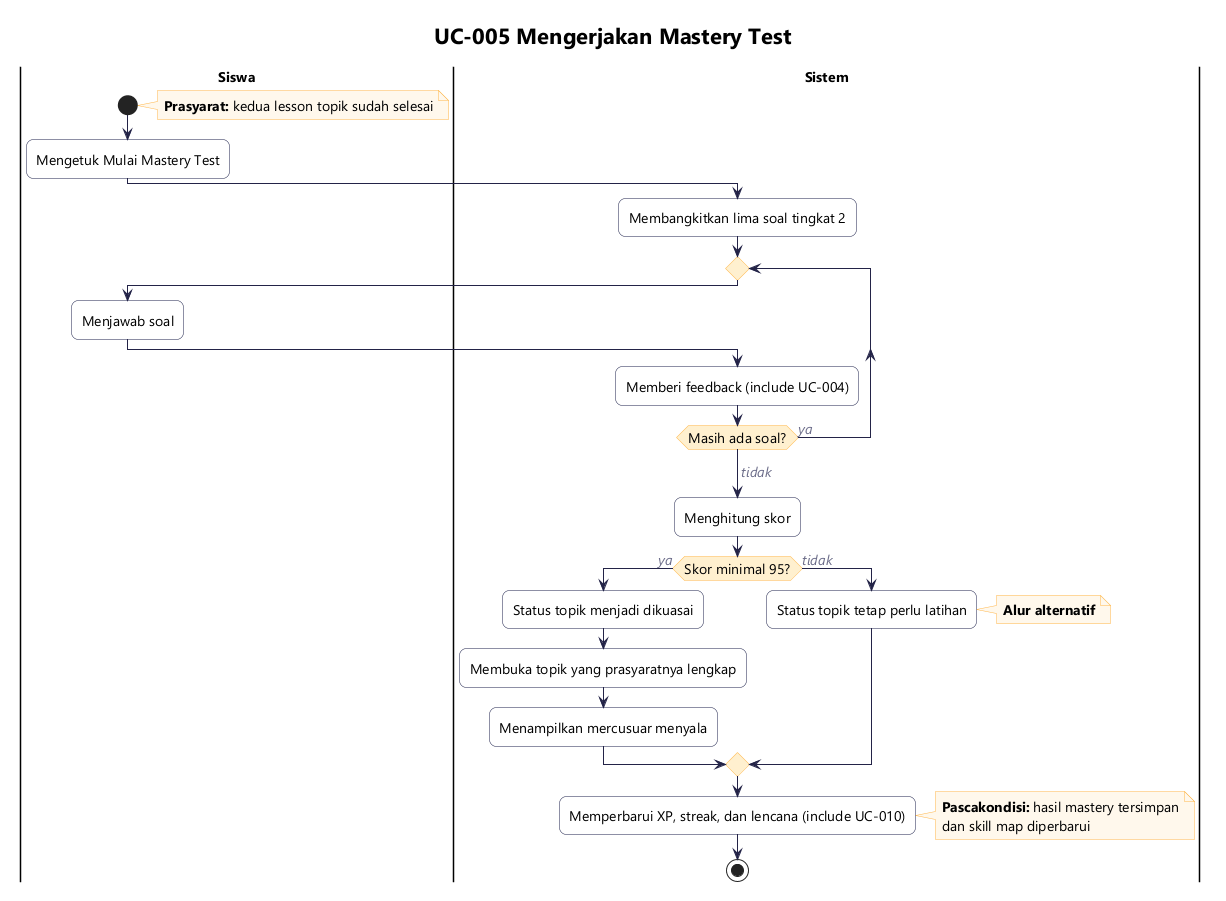 UC-005 Mengerjakan Mastery Test
Siswa
Sistem
Prasyarat: kedua lesson topik sudah selesai
Mengetuk Mulai Mastery Test
Membangkitkan lima soal tingkat 2
Menjawab soal
Memberi feedback (include UC-004)
Masih ada soal?
ya
tidak
Menghitung skor
ya
Skor minimal 95?
tidak
Status topik menjadi dikuasai
Status topik tetap perlu latihan
Alur alternatif
Membuka topik yang prasyaratnya lengkap
Menampilkan mercusuar menyala
Memperbarui XP, streak, dan lencana (include UC-010)
Pascakondisi: hasil mastery tersimpan
dan skill map diperbarui